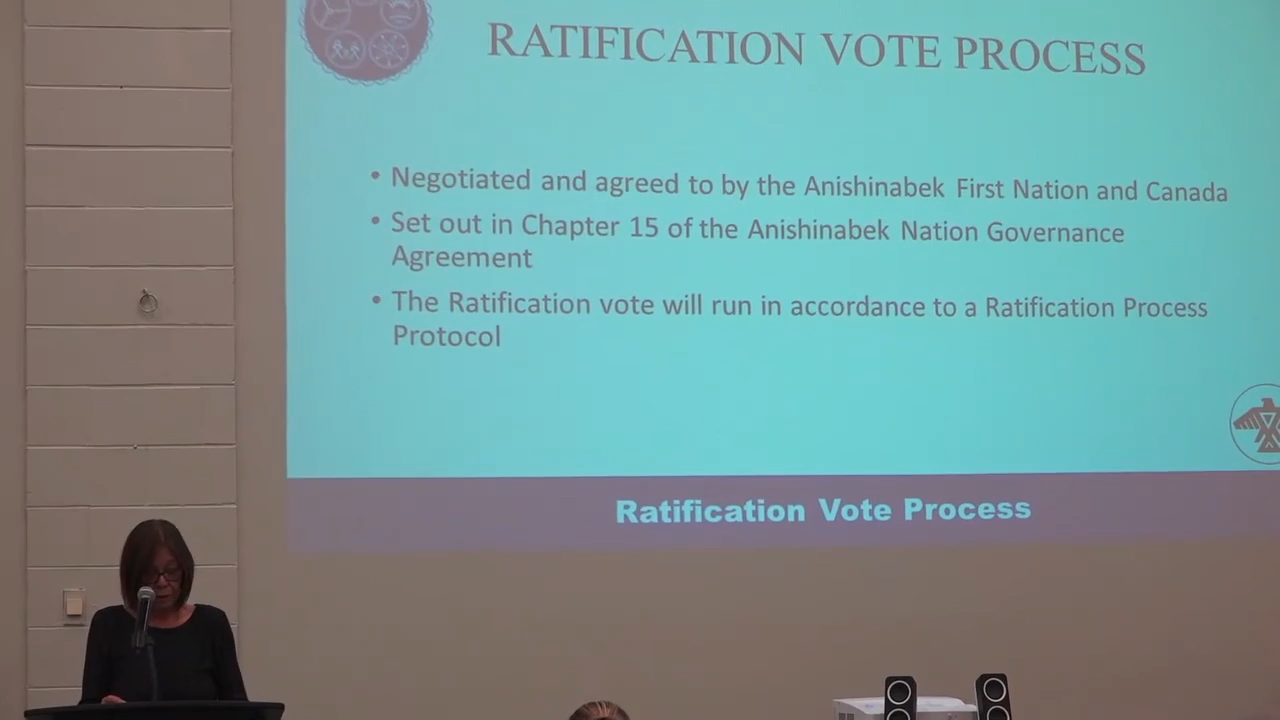 RATIFICATION VOTE PROCESS
• Negotiated and agreed to by the Anishinabek First Nation and Canada
• Set out in Chapter 15 of the Anishinabek Nation Governance
Agreement
• The Ratification vote will run in accordance to a Ratification Process
Protocol
Ratification Vote Process